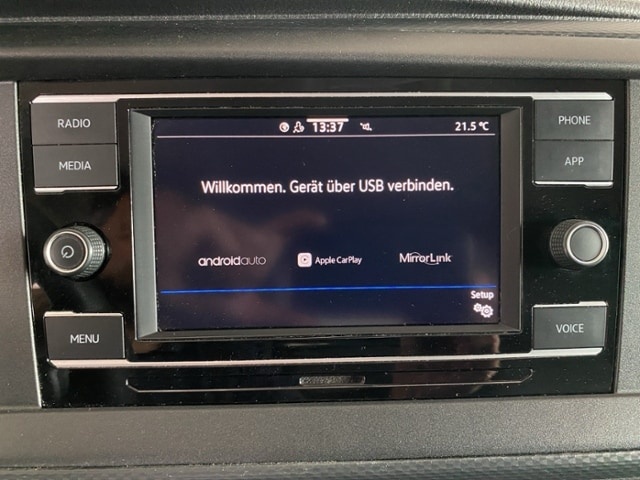 RADIO
MEDIA
MENU
13:37
21.5 °C
Willkommen. Gerät über USB verbinden.
androidauto
Apple CarPlay
MirrorLink
Setup
PHONE
APP
VOICE